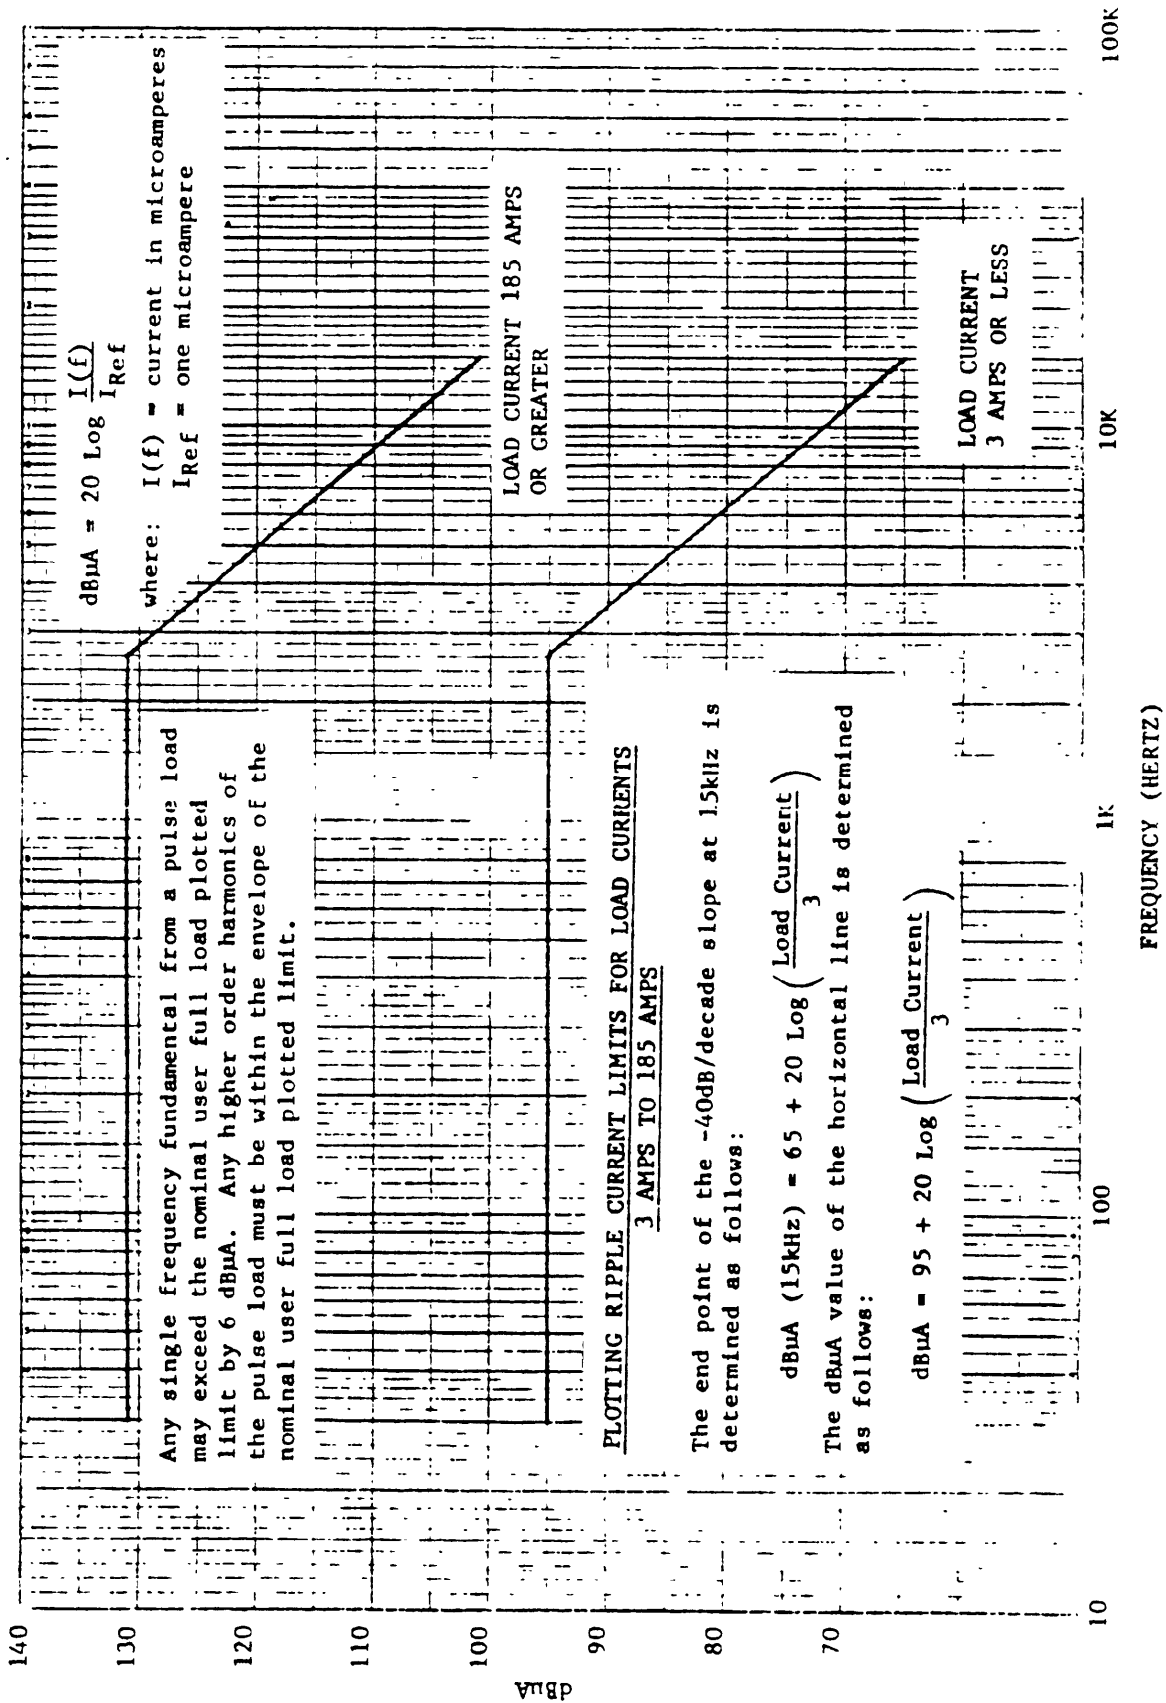 140
130
120
110
100
90
80
70
dBµA
10
100
1K
10K
100K
FREQUENCY (HERTZ)
dBµA = 20 Log I(f)
I Ref
where: I(f) = current in microamperes
I Ref = one microampere
Any single frequency fundamental from a pulse load
may exceed the nominal user full load plotted
limit by 6 dBµA. Any higher order harmonics of
the pulse load must be within the envelope of the
nominal user full load plotted limit.
LOAD CURRENT 185 AMPS
OR GREATER
PLOTTING RIPPLE CURRENT LIMITS FOR LOAD CURRENTS
3 AMPS TO 185 AMPS
The end point of the -40dB/decade slope at 15kHz is
determined as follows:
dBµA (15kHz) = 65 + 20 Log (Load Current
3)
The dBµA value of the horizontal line is determined
as follows:
dBµA = 95 + 20 Log (Load Current
3)
LOAD CURRENT
3 AMPS OR LESS